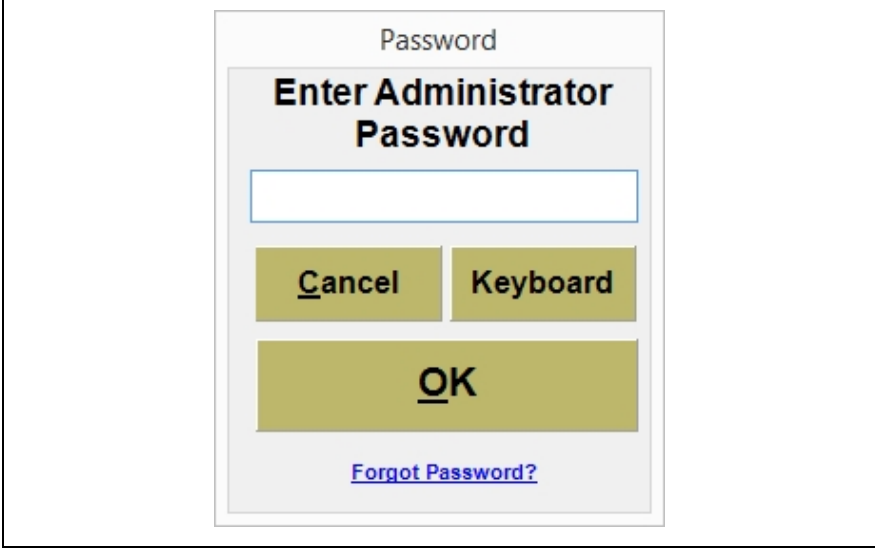 Password
Enter Administrator
Password
Cancel
Keyboard
OK
Forgot Password?